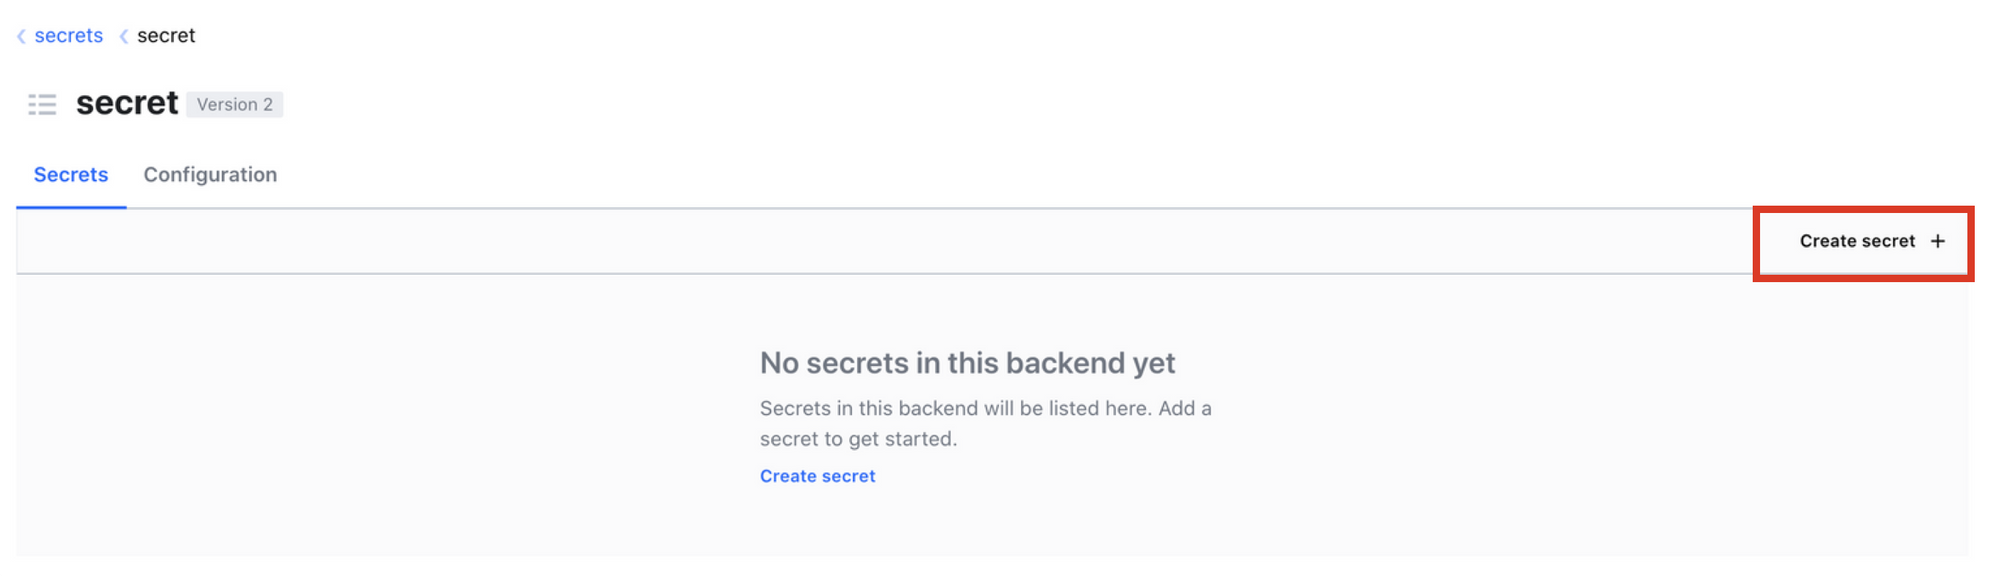 secrets secret
secret Version 2
Secrets Configuration
Create secret +
No secrets in this backend yet
Secrets in this backend will be listed here. Add a
secret to get started.
Create secret